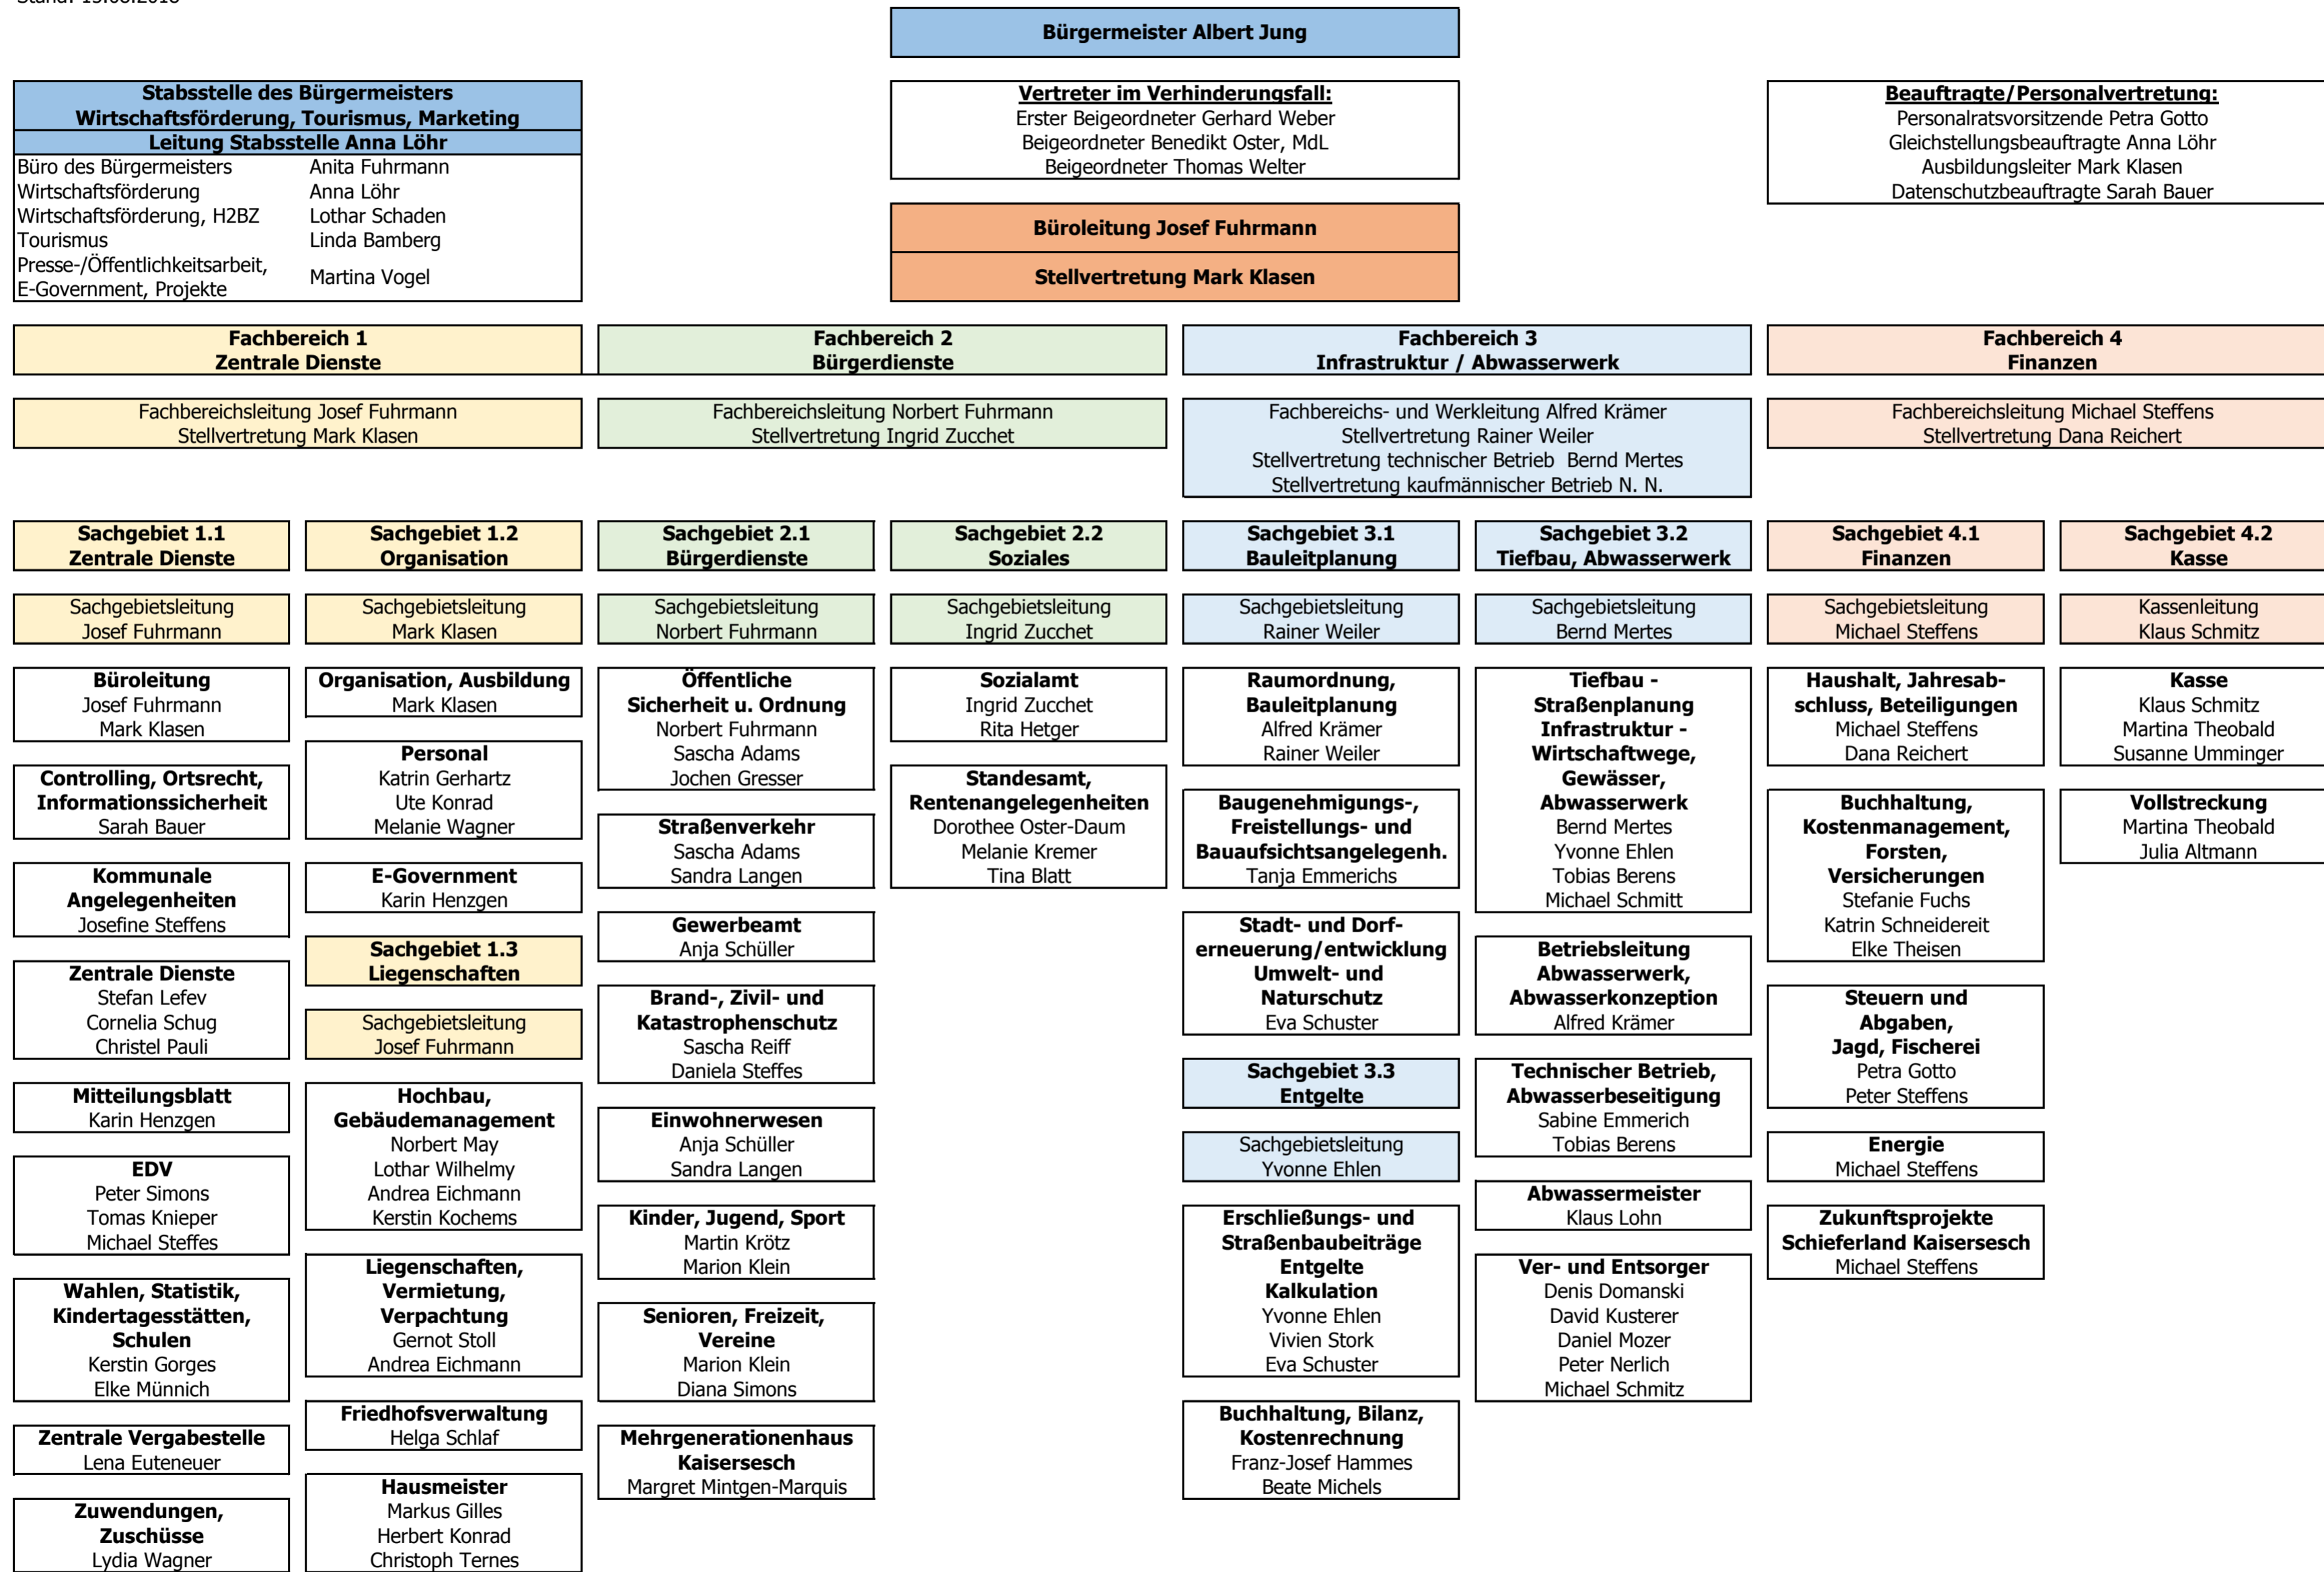 Bürgermeister Albert Jung
Stabsstelle des Bürgermeisters
Wirtschaftsförderung, Tourismus, Marketing
Leitung Stabsstelle Anna Löhr
Büro des Bürgermeisters Anita Fuhrmann
Wirtschaftsförderung Anna Löhr
Wirtschaftsförderung, H2BZ Lothar Schaden
Tourismus Linda Bamberg
Presse-/Öffentlichkeitsarbeit,
E-Government, Projekte
Martina Vogel
Vertreter im Verhinderungsfall:
Erster Beigeordneter Gerhard Weber
Beigeordneter Benedikt Oster, MdL
Beigeordneter Thomas Welter
Büroleitung Josef Fuhrmann
Stellvertretung Mark Klasen
Beauftragte/Personalvertretung:
Personalratsvorsitzende Petra Gotto
Gleichstellungsbeauftragte Anna Löhr
Ausbildungsleiter Mark Klasen
Datenschutzbeauftragte Sarah Bauer
Fachbereich 1
Zentrale Dienste
Fachbereichsleitung Josef Fuhrmann
Stellvertretung Mark Klasen
Fachbereich 2
Bürgerdienste
Fachbereichsleitung Norbert Fuhrmann
Stellvertretung Ingrid Zucchet
Fachbereich 3
Infrastruktur / Abwasserwerk
Fachbereichs- und Werkleitung Alfred Krämer
Stellvertretung Rainer Weiler
Stellvertretung technischer Betrieb Bernd Mertes
Stellvertretung kaufmännischer Betrieb N. N.
Fachbereich 4
Finanzen
Fachbereichsleitung Michael Steffens
Stellvertretung Dana Reichert
Sachgebiet 1.1
Zentrale Dienste
Sachgebietsleitung
Josef Fuhrmann
Büroleitung
Josef Fuhrmann
Mark Klasen
Controlling, Ortsrecht,
Informationssicherheit
Sarah Bauer
Kommunale
Angelegenheiten
Josefine Steffens
Zentrale Dienste
Stefan Lefev
Cornelia Schug
Christel Pauli
Mitteilungsblatt
Karin Henzgen
EDV
Peter Simons
Tomas Knieper
Michael Steffes
Wahlen, Statistik,
Kindertagesstätten,
Schulen
Kerstin Gorges
Elke Münnich
Zentrale Vergabestelle
Lena Euteneuer
Zuwendungen,
Zuschüsse
Lydia Wagner
Sachgebiet 1.2
Organisation
Sachgebietsleitung
Mark Klasen
Organisation, Ausbildung
Mark Klasen
Personal
Katrin Gerhartz
Ute Konrad
Melanie Wagner
E-Government
Karin Henzgen
Sachgebiet 1.3
Liegenschaften
Sachgebietsleitung
Josef Fuhrmann
Hochbau,
Gebäudemanagement
Norbert May
Lothar Wilhelmy
Andrea Eichmann
Kerstin Kochems
Liegenschaften,
Vermietung,
Verpachtung
Gernot Stoll
Andrea Eichmann
Friedhofsverwaltung
Helga Schlaf
Hausmeister
Markus Gilles
Herbert Konrad
Christoph Ternes
Sachgebiet 2.1
Bürgerdienste
Sachgebietsleitung
Norbert Fuhrmann
Öffentliche
Sicherheit u. Ordnung
Norbert Fuhrmann
Sascha Adams
Jochen Gresser
Straßenverkehr
Sascha Adams
Sandra Langen
Gewerbeamt
Anja Schüller
Brand-, Zivil- und
Katastrophenschutz
Sascha Reiff
Daniela Steffes
Einwohnerwesen
Anja Schüller
Sandra Langen
Kinder, Jugend, Sport
Martin Krötz
Marion Klein
Senioren, Freizeit,
Vereine
Marion Klein
Diana Simons
Mehrgenerationenhaus
Kaisersesch
Margret Mintgen-Marquis
Sachgebiet 2.2
Soziales
Sachgebietsleitung
Ingrid Zucchet
Sozialamt
Ingrid Zucchet
Rita Hetger
Standesamt,
Rentenangelegenheiten
Dorothee Oster-Daum
Melanie Kremer
Tina Blatt
Sachgebiet 3.1
Bauleitplanung
Sachgebietsleitung
Rainer Weiler
Raumordnung,
Bauleitplanung
Alfred Krämer
Rainer Weiler
Baugenehmigungs-,
Freistellungs- und
Bauaufsichtsangelegenh.
Tanja Emmerichs
Stadt- und Dorf-
erneuerung/entwicklung
Umwelt- und
Naturschutz
Eva Schuster
Sachgebiet 3.3
Entgelte
Sachgebietsleitung
Yvonne Ehlen
Erschließungs- und
Straßenbaubeiträge
Entgelte
Kalkulation
Yvonne Ehlen
Vivien Stork
Eva Schuster
Buchhaltung, Bilanz,
Kostenrechnung
Franz-Josef Hammes
Beate Michels
Sachgebiet 3.2
Tiefbau, Abwasserwerk
Sachgebietsleitung
Bernd Mertes
Tiefbau -
Straßenplanung
Infrastruktur -
Wirtschaftwege,
Gewässer,
Abwasserwerk
Bernd Mertes
Yvonne Ehlen
Tobias Berens
Michael Schmitt
Betriebsleitung
Abwasserwerk,
Abwasserkonzeption
Alfred Krämer
Technischer Betrieb,
Abwasserbeseitigung
Sabine Emmerich
Tobias Berens
Abwassermeister
Klaus Lohn
Ver- und Entsorger
Denis Domanski
David Kusterer
Daniel Mozer
Peter Nerlich
Michael Schmitz
Sachgebiet 4.1
Finanzen
Sachgebietsleitung
Michael Steffens
Haushalt, Jahresab-
schluss, Beteiligungen
Michael Steffens
Dana Reichert
Buchhaltung,
Kostenmanagement,
Forsten,
Versicherungen
Stefanie Fuchs
Katrin Schneidereit
Elke Theisen
Steuern und
Abgaben,
Jagd, Fischerei
Petra Gotto
Peter Steffens
Energie
Michael Steffens
Zukunftsprojekte
Schieferland Kaisersesch
Michael Steffens
Sachgebiet 4.2
Kasse
Kassenleitung
Klaus Schmitz
Kasse
Klaus Schmitz
Martina Theobald
Susanne Umminger
Vollstreckung
Martina Theobald
Julia Altmann